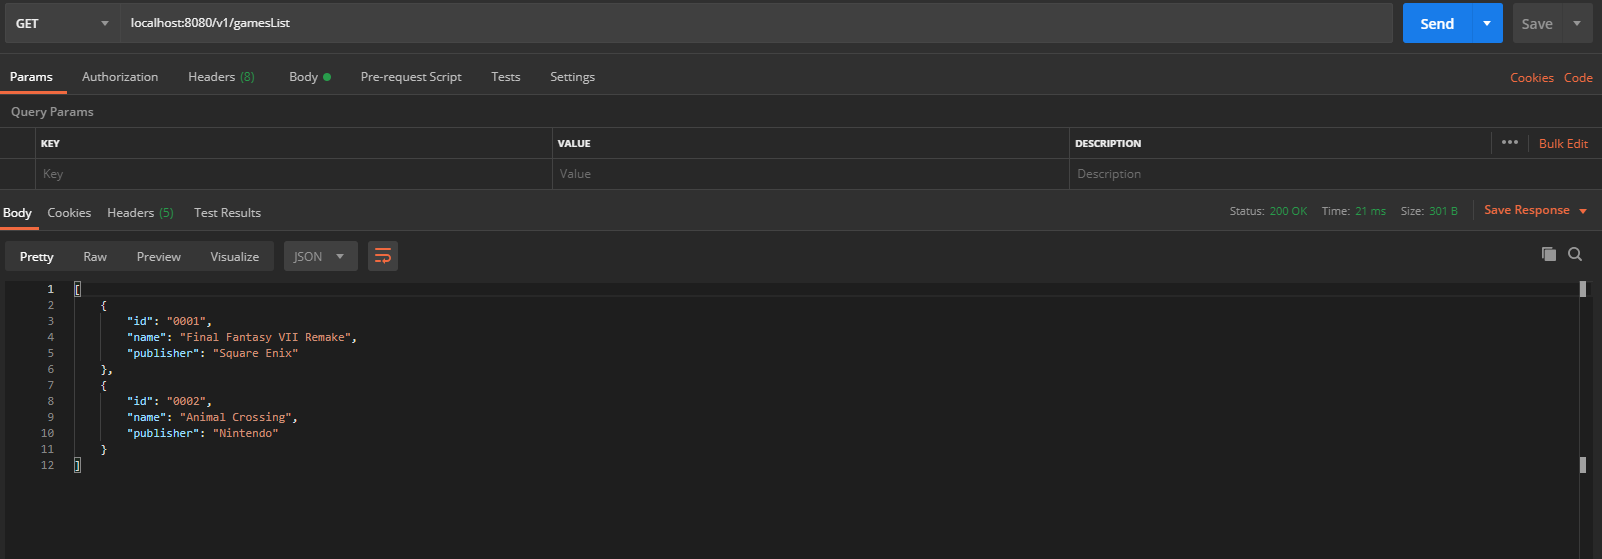 GET localhost:8080/v1/gamesList Send Save
Params Authorization Headers (8) Body Pre-request Script Tests Settings Cookies Code
Query Params
KEY VALUE DESCRIPTION ••• Bulk Edit
Key Value Description
Body Cookies Headers (5) Test Results Status: 200 OK Time: 21 ms Size: 301 B Save Response
Pretty Raw Preview Visualize JSON
1 [
2 {
3 "id": "0001",
4 "name": "Final Fantasy VII Remake",
5 "publisher": "Square Enix"
6 },
7 {
8 "id": "0002",
9 "name": "Animal Crossing",
10 "publisher": "Nintendo"
11 }
12 ]